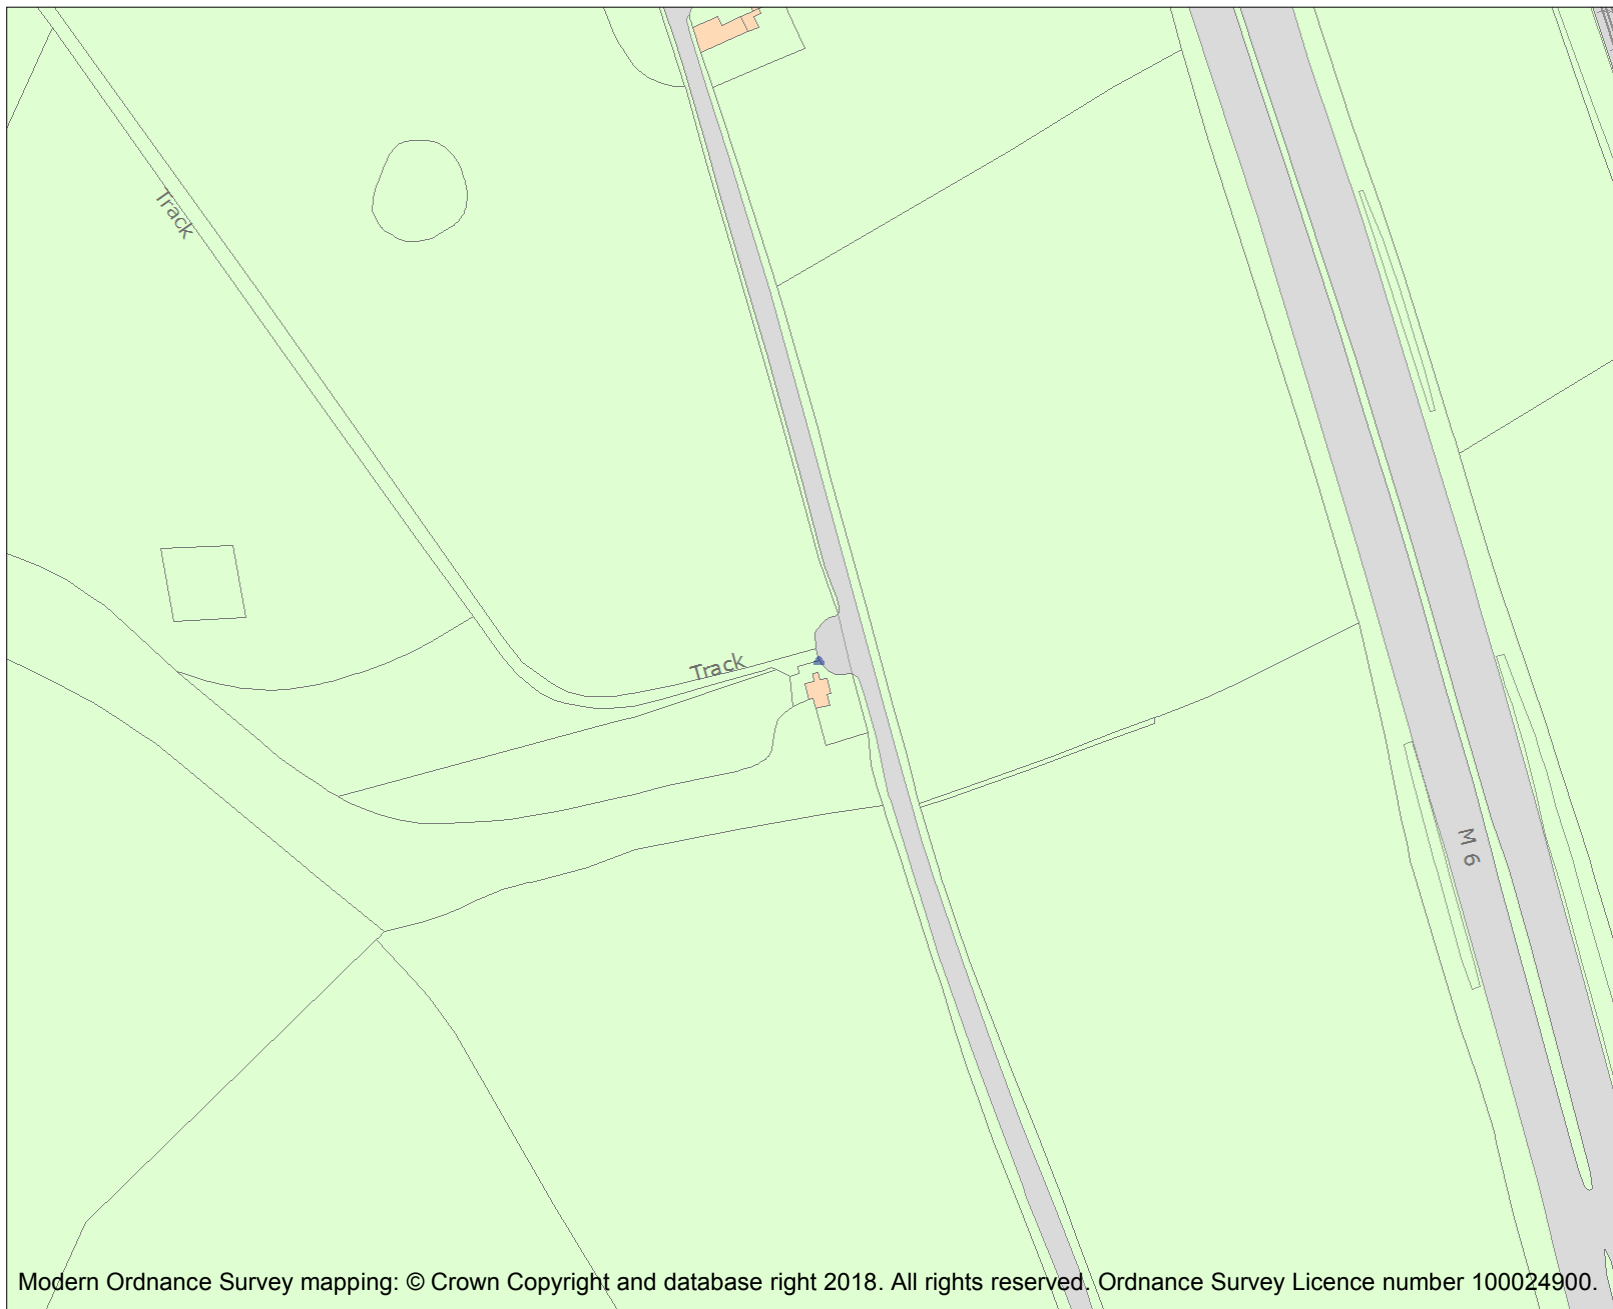 Track
Track
M 6
Modern Ordnance Survey mapping: © Crown Copyright and database right 2018. All rights reserved. Ordnance Survey Licence number 100024900.